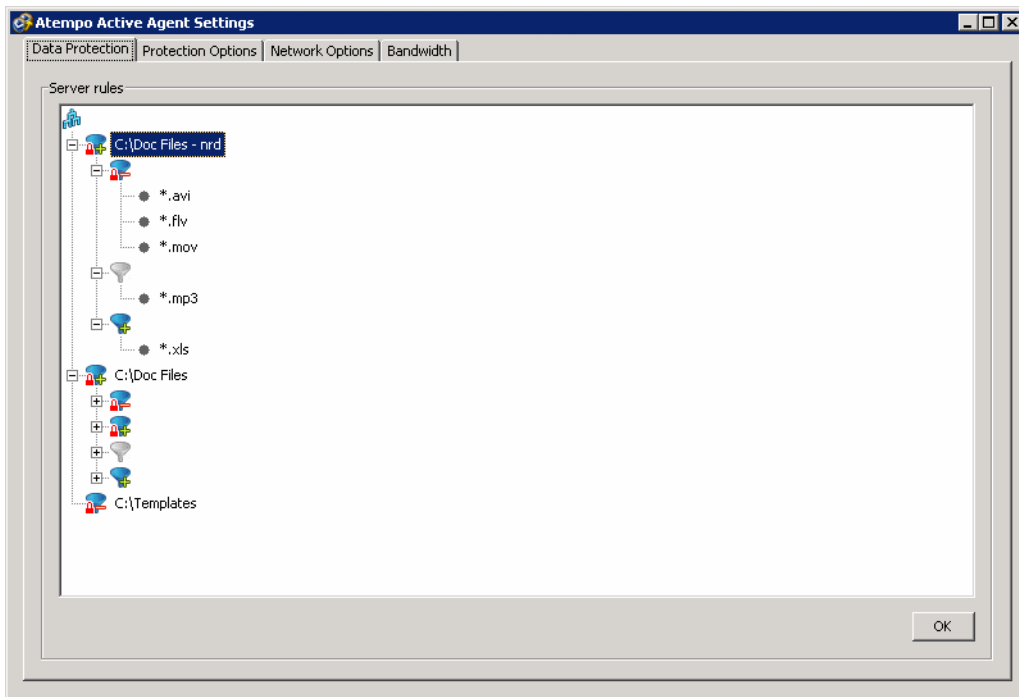 Atempo Active Agent Settings
Data Protection Protection Options Network Options Bandwidth
Server rules
C:\Doc Files - nrd
*.avi
*.flv
*.mov
*.mp3
*.xls
C:\Doc Files
C:\Templates
OK